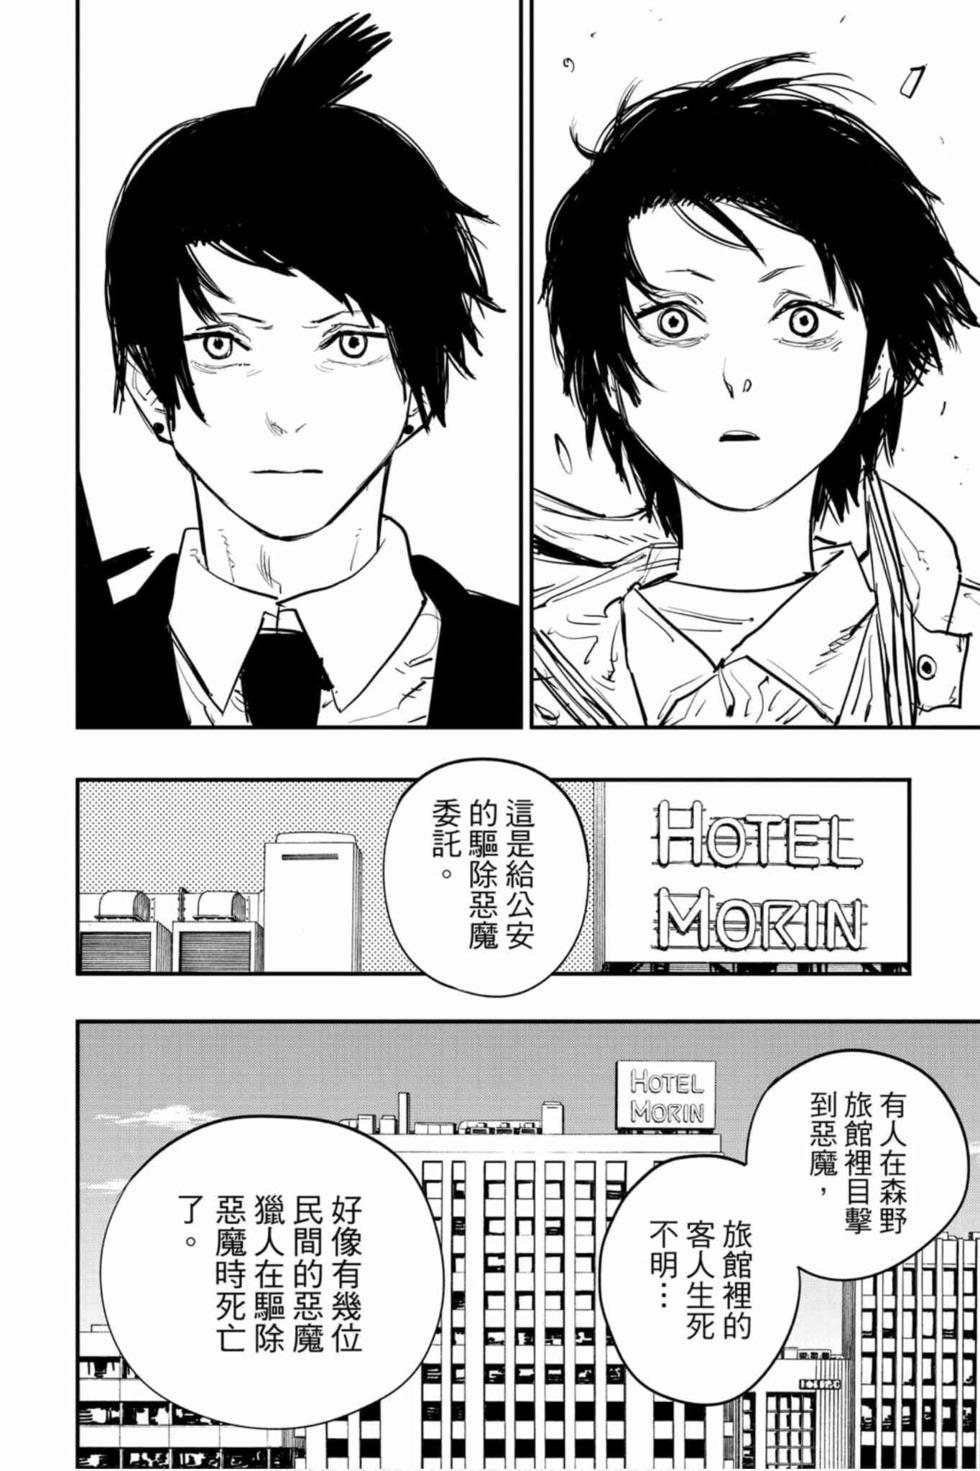 HOTEL
MORIN
這是給公安
的驅除惡魔
委託。
HOTEL
MORIN
有人在森野
旅館裡目擊
到惡魔，
旅館裡的
客人生死
不明…
好像有幾位
民間的惡魔
獵人在驅除
惡魔時死亡
了。